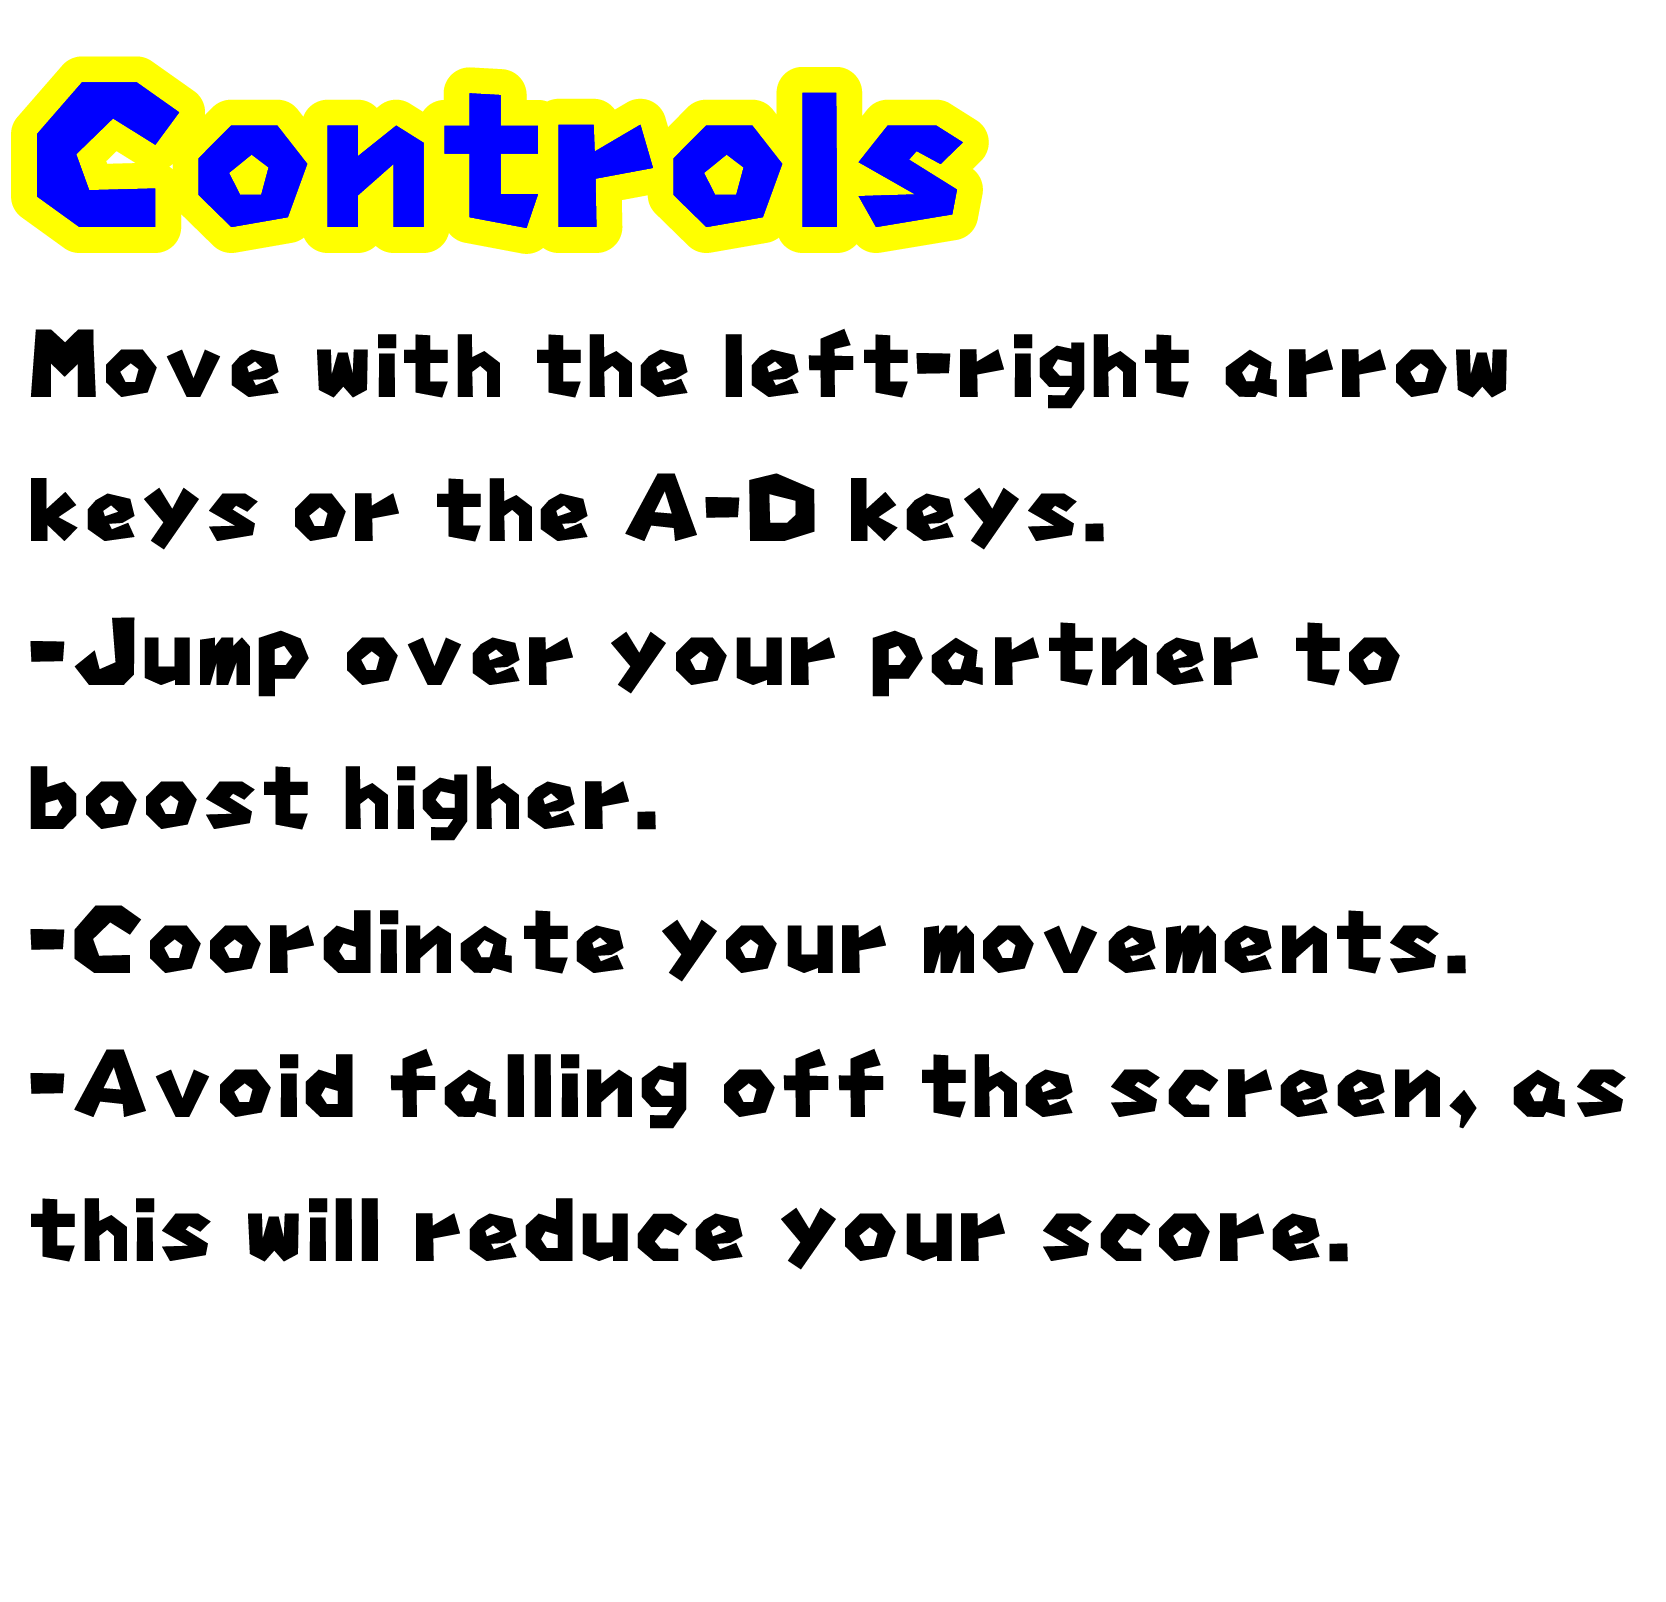 Controls
Move with the left-right arrow
keys or the A-D keys.
-Jump over your partner to
boost higher.
-Coordinate your movements.
-Avoid falling off the screen, as
this will reduce your score.